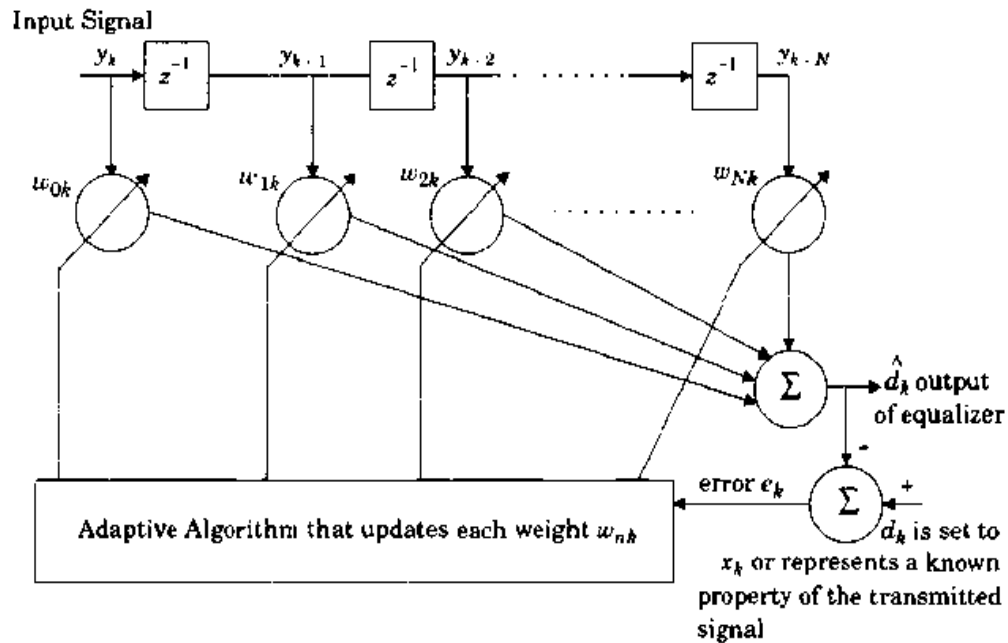 Input Signal
y_k z^-1 y_k-1 z^-1 y_k-2 z^-1 y_k-N
w_0k w_1k w_2k w_Nk
Σ
d̂_k output
of equalizer
-
error e_k Σ +
Adaptive Algorithm that updates each weight w_nk
d_k is set to
x_k or represents a known
property of the transmitted
signal